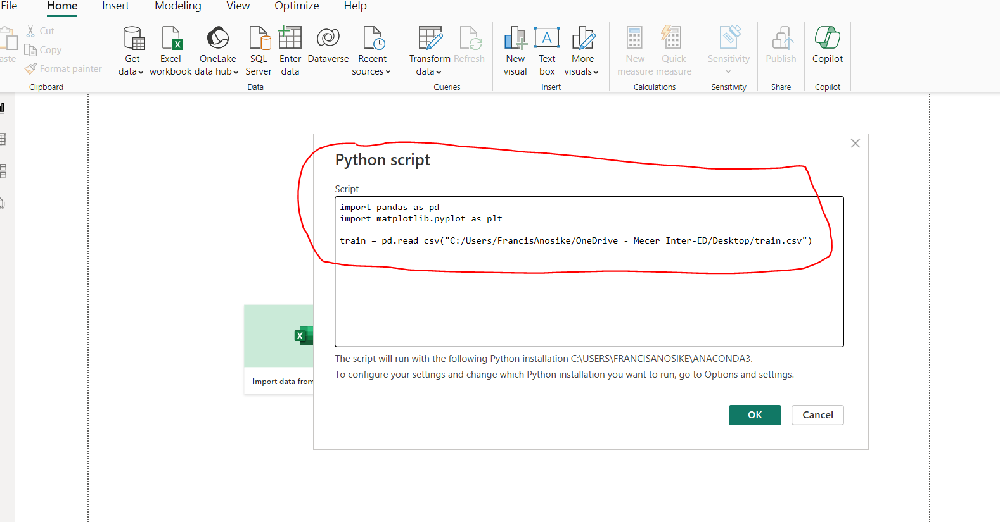 File Home Insert Modeling View Optimize Help
Cut
Copy
Format painter
Clipboard
Get data
Excel workbook
OneLake data hub
SQL Server
Enter data
Dataverse
Recent sources
Data
Transform data
Refresh
Queries
New visual
Text box
More visuals
Insert
New measure
Quick measure
Calculations
Sensitivity
Sensitivity
Publish
Share
Copilot
Copilot
Python script
Script
import pandas as pd
import matplotlib.pyplot as plt
train = pd.read_csv("C:/Users/FrancisAnosike/OneDrive - Mecer Inter-ED/Desktop/train.csv")
The script will run with the following Python installation C:\USERS\FRANCISANOSIKE\ANACONDA3.
To configure your settings and change which Python installation you want to run, go to Options and settings.
OK Cancel
Import data from